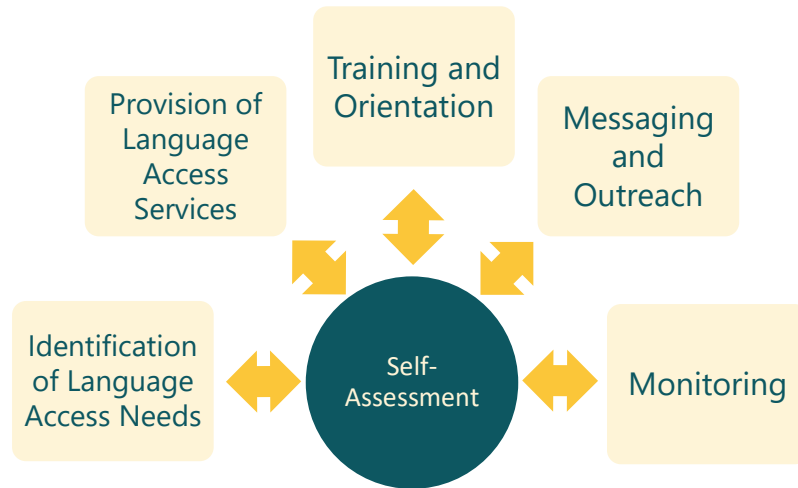 Training and
Orientation
Provision of
Language
Access
Services
Messaging
and
Outreach
Identification
of Language
Access Needs
Self-
Assessment
Monitoring